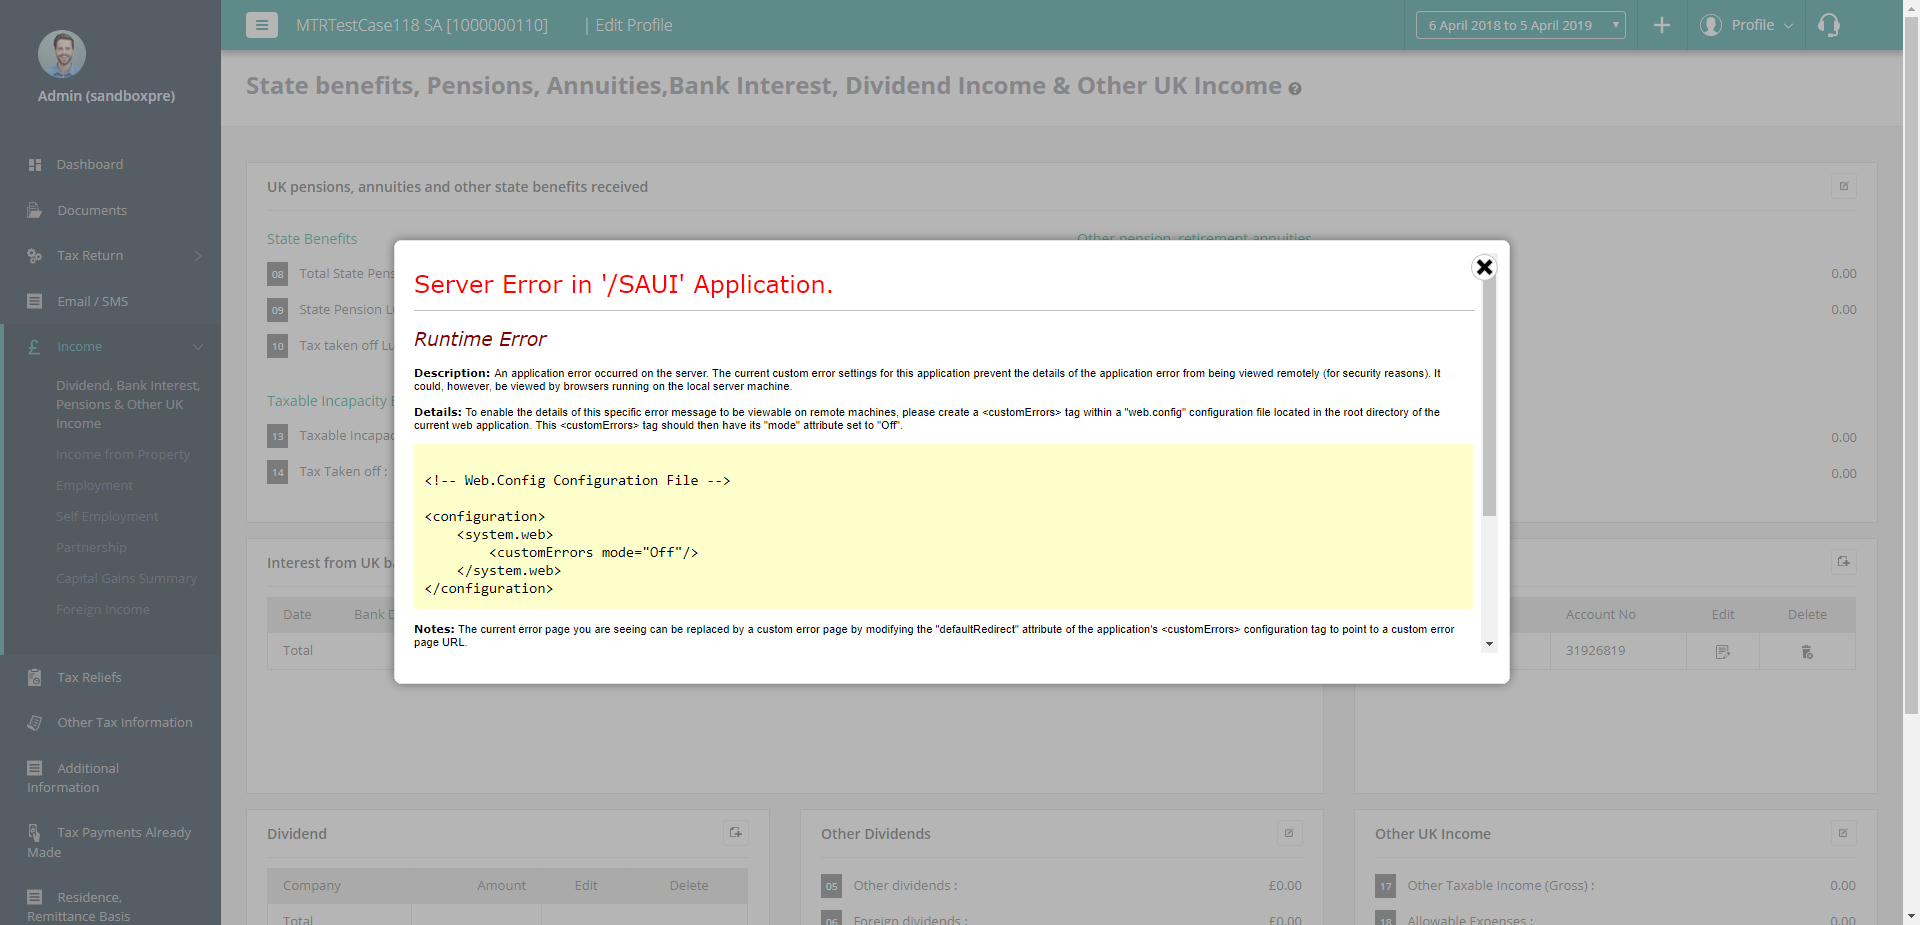 MTRTestCase118 SA [1000000110]
| Edit Profile
6 April 2018 to 5 April 2019
Profile
Admin (sandboxpre)
Dashboard
Documents
Tax Return
Email / SMS
£ Income
Dividend, Bank Interest,
Pensions & Other UK
Income
Income from Property
Employment
Self Employment
Partnership
Capital Gains Summary
Foreign Income
Tax Reliefs
Other Tax Information
Additional
Information
Tax Payments Already
Made
Residence,
Remittance Basis
State benefits, Pensions, Annuities,Bank Interest, Dividend Income & Other UK Income
UK pensions, annuities and other state benefits received
State Benefits
Other pension, retirement annuities
08 Total State Pens
0.00
09 State Pension Lu
0.00
10 Tax taken off Lu
Taxable Incapacity
13 Taxable Incapac
0.00
14 Tax Taken off :
0.00
Server Error in '/SAUI' Application.
Runtime Error
Description: An application error occurred on the server. The current custom error settings for this application prevent the details of the application error from being viewed remotely (for security reasons). It
could, however, be viewed by browsers running on the local server machine.
Details: To enable the details of this specific error message to be viewable on remote machines, please create a <customErrors> tag within a "web.config" configuration file located in the root directory of the
current web application. This <customErrors> tag should then have its "mode" attribute set to "Off".
<!-- Web.Config Configuration File -->
<configuration>
<system.web>
<customErrors mode="Off"/>
</system.web>
</configuration>
Notes: The current error page you are seeing can be replaced by a custom error page by modifying the "defaultRedirect" attribute of the application's <customErrors> configuration tag to point to a custom error
page URL.
Interest from UK ba
Date Bank D
Total
Account No Edit Delete
31926819
Dividend
Company Amount Edit Delete
Total
Other Dividends
05 Other dividends : £0.00
06 Foreign dividends : £0.00
Other UK Income
17 Other Taxable Income (Gross) : 0.00
18 Allowable Expenses : 0.00